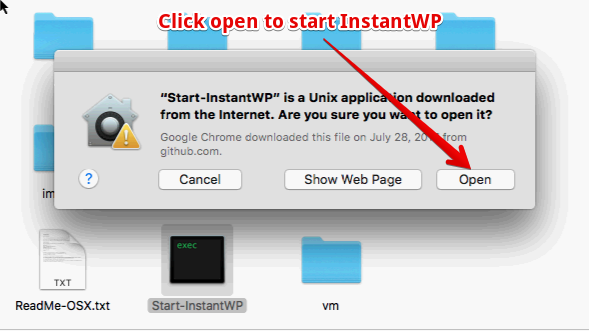 Click open to start InstantWP
“Start-InstantWP” is a Unix application downloaded
from the Internet. Are you sure you want to open it?
Google Chrome downloaded this file on July 28, from
github.com.
?
Cancel
Show Web Page
Open
im
exec
TXT
ReadMe-OSX.txt
Start-InstantWP
vm